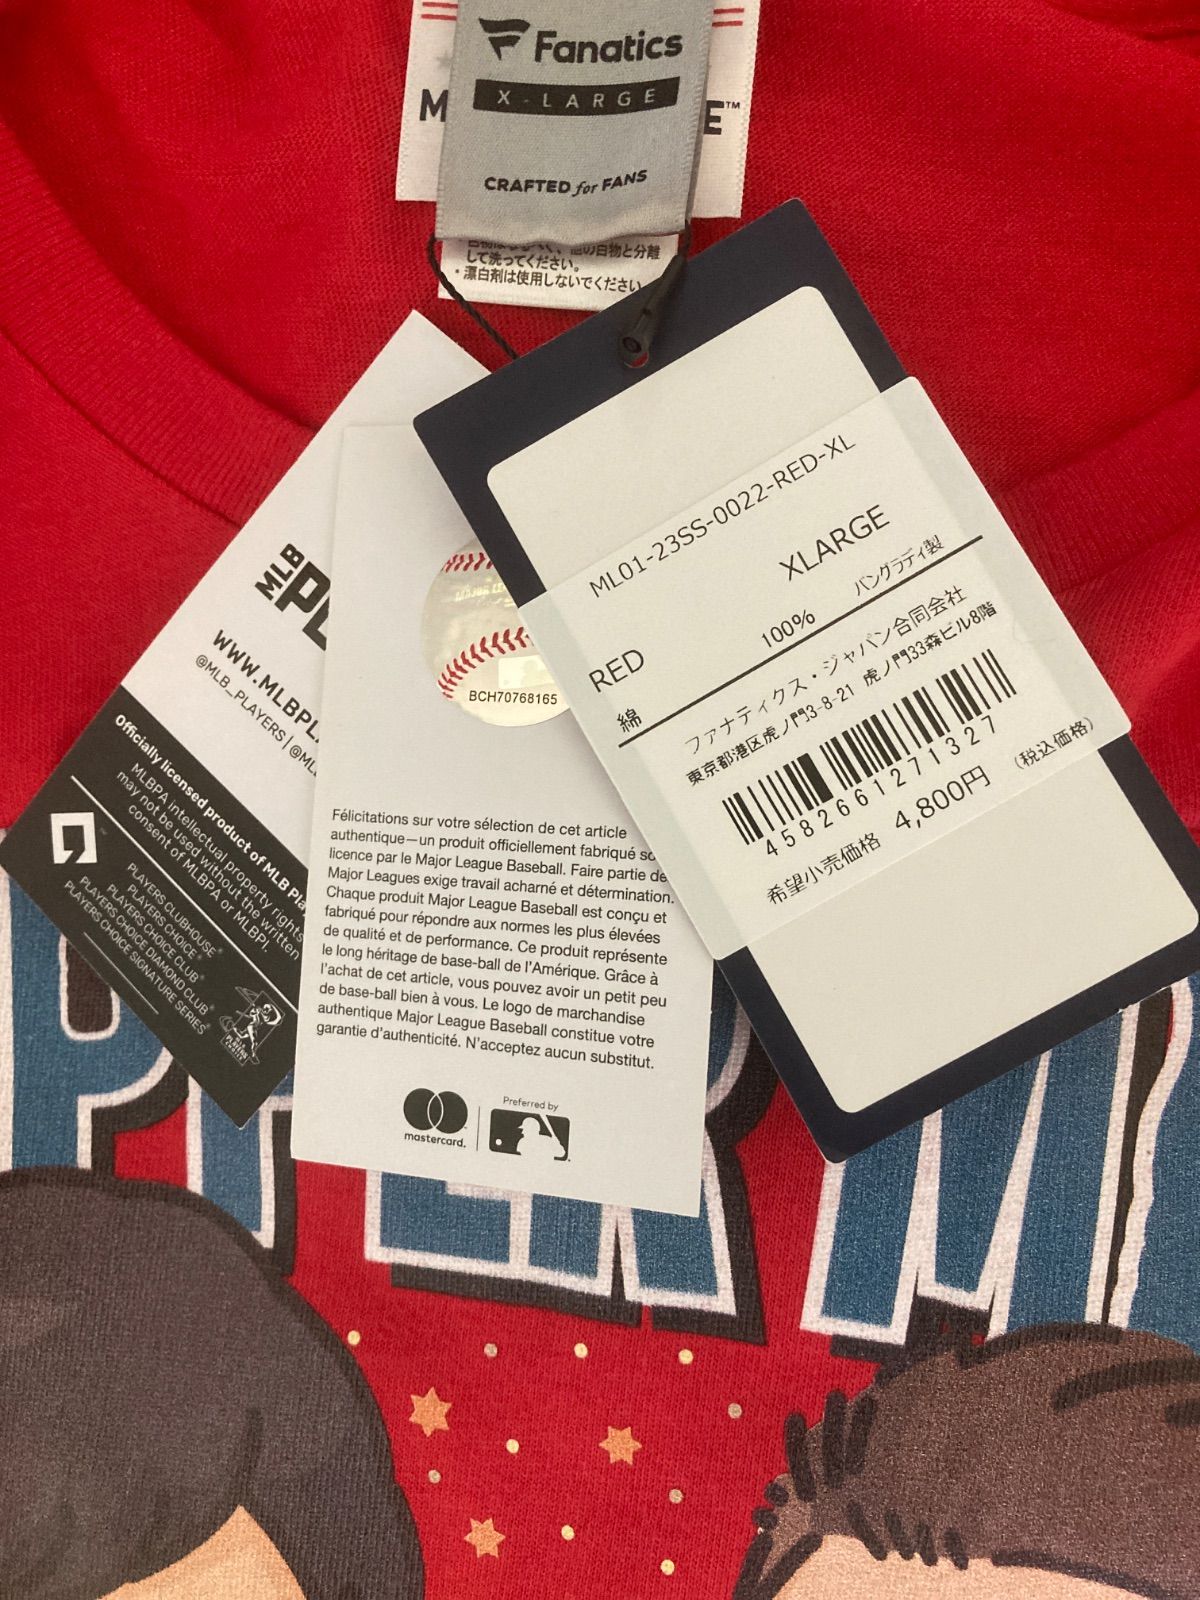 Fanatics
X-LARGE
CRAFTED for FANS
して洗ってください。
・漂白剤は使用しないでください
MLB
WWW.MLBPL
@MLB_PLAYERS | @ML
Officially licensed product of MLB Pla
MLBPA intellectual property rights
may not be used without the written
consent of MLBPA or MLBPI.
PLAYERS CLUBHOUSE®
PLAYERS CHOICE®
PLAYERS CHOICE CLUB®
PLAYERS CHOICE DIAMOND CLUB®
PLAYERS CHOICE SIGNATURE SERIES®
BCH70768165
Félicitations sur votre sélection de cet article
authentique—un produit officiellement fabriqué so
licence par le Major League Baseball. Faire partie de
Major Leagues exige travail acharné et détermination.
Chaque produit Major League Baseball est conçu et
fabriqué pour répondre aux normes les plus élevées
de qualité et de performance. Ce produit représente
le long héritage de base-ball de l'Amérique. Grâce à
l'achat de cet article, vous pouvez avoir un petit peu
de base-ball bien à vous. Le logo de marchandise
authentique Major League Baseball constitue votre
garantie d'authenticité. N'acceptez aucun substitut.
mastercard.
Preferred by
ML01-23SS-0022-RED-XL
XLARGE
RED
綿 100% バングラディ製
ファナティクス・ジャパン合同会社
東京都港区虎ノ門3-8-21 虎ノ門33森ビル8階
4582661271327
希望小売価格 4,800円 (税込価格)